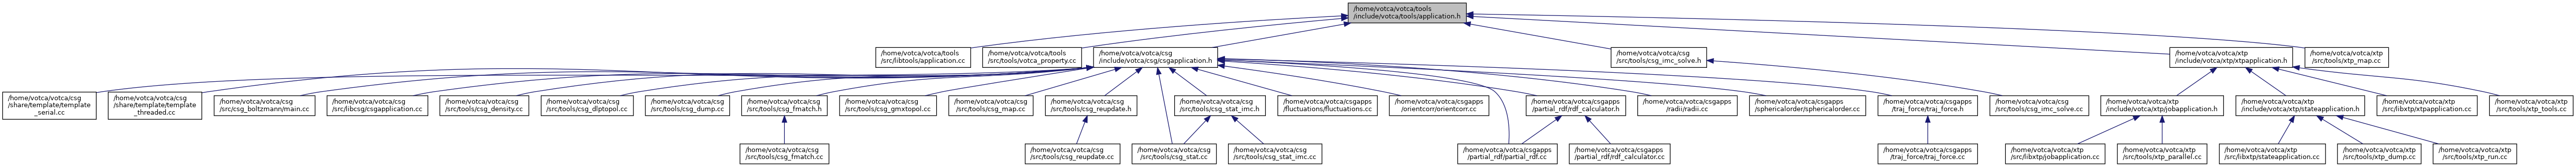 /home/votca/votca/tools
/include/votca/tools/application.h
/home/votca/votca/tools
/src/libtools/application.cc
/home/votca/votca/tools
/src/tools/votca_property.cc
/home/votca/votca/csg
/include/votca/csg/csgapplication.h
/home/votca/votca/csg
/src/tools/csg_imc_solve.h
/home/votca/votca/xtp
/include/votca/xtp/xtpapplication.h
/home/votca/votca/xtp
/src/tools/xtp_map.cc
/home/votca/votca/csg
/share/template/template
_serial.cc
/home/votca/votca/csg
/share/template/template
_threaded.cc
/home/votca/votca/csg
/src/csg_boltzmann/main.cc
/home/votca/votca/csg
/src/libcsg/csgapplication.cc
/home/votca/votca/csg
/src/tools/csg_density.cc
/home/votca/votca/csg
/src/tools/csg_dlptopol.cc
/home/votca/votca/csg
/src/tools/csg_dump.cc
/home/votca/votca/csg
/src/tools/csg_fmatch.h
/home/votca/votca/csg
/src/tools/csg_gmxtopol.cc
/home/votca/votca/csg
/src/tools/csg_map.cc
/home/votca/votca/csg
/src/tools/csg_reupdate.h
/home/votca/votca/csg
/src/tools/csg_stat_imc.h
/home/votca/votca/csgapps
/fluctuations/fluctuations.cc
/home/votca/votca/csgapps
/orientcorr/orientcorr.cc
/home/votca/votca/csgapps
/partial_rdf/rdf_calculator.h
/home/votca/votca/csgapps
/radii/radii.cc
/home/votca/votca/csgapps
/sphericalorder/sphericalorder.cc
/home/votca/votca/csgapps
/traj_force/traj_force.h
/home/votca/votca/csg
/src/tools/csg_imc_solve.cc
/home/votca/votca/xtp
/include/votca/xtp/jobapplication.h
/home/votca/votca/xtp
/include/votca/xtp/stateapplication.h
/home/votca/votca/xtp
/src/libxtp/xtpapplication.cc
/home/votca/votca/xtp
/src/tools/xtp_tools.cc
/home/votca/votca/csg
/src/tools/csg_fmatch.cc
/home/votca/votca/csg
/src/tools/csg_reupdate.cc
/home/votca/votca/csg
/src/tools/csg_stat.cc
/home/votca/votca/csg
/src/tools/csg_stat_imc.cc
/home/votca/votca/csgapps
/partial_rdf/partial_rdf.cc
/home/votca/votca/csgapps
/partial_rdf/rdf_calculator.cc
/home/votca/votca/csgapps
/traj_force/traj_force.cc
/home/votca/votca/xtp
/src/libxtp/jobapplication.cc
/home/votca/votca/xtp
/src/tools/xtp_parallel.cc
/home/votca/votca/xtp
/src/libxtp/stateapplication.cc
/home/votca/votca/xtp
/src/tools/xtp_dump.cc
/home/votca/votca/xtp
/src/tools/xtp_run.cc